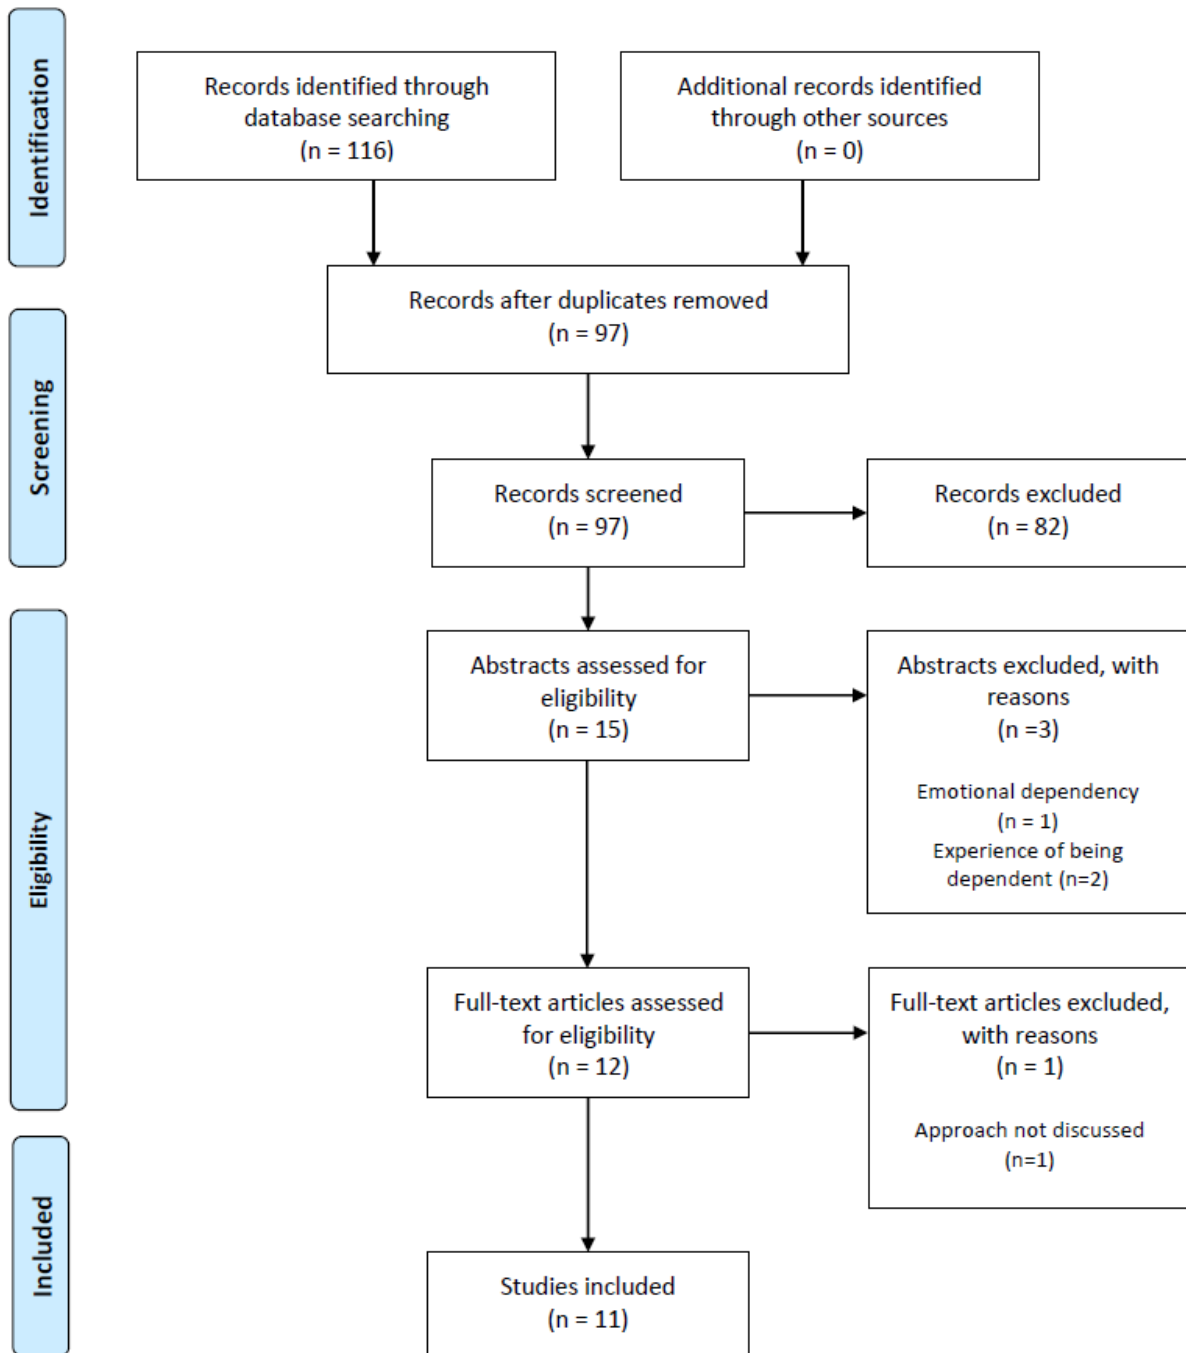 Identification
Records identified through
database searching
(n = 116)
Additional records identified
through other sources
(n = 0)
Records after duplicates removed
(n = 97)
Screening
Records screened
(n = 97)
Records excluded
(n = 82)
Eligibility
Abstracts assessed for
eligibility
(n = 15)
Abstracts excluded, with
reasons
(n =3)
Emotional dependency
(n = 1)
Experience of being
dependent (n=2)
Full-text articles assessed
for eligibility
(n = 12)
Full-text articles excluded,
with reasons
(n = 1)
Approach not discussed
(n=1)
Included
Studies included
(n = 11)